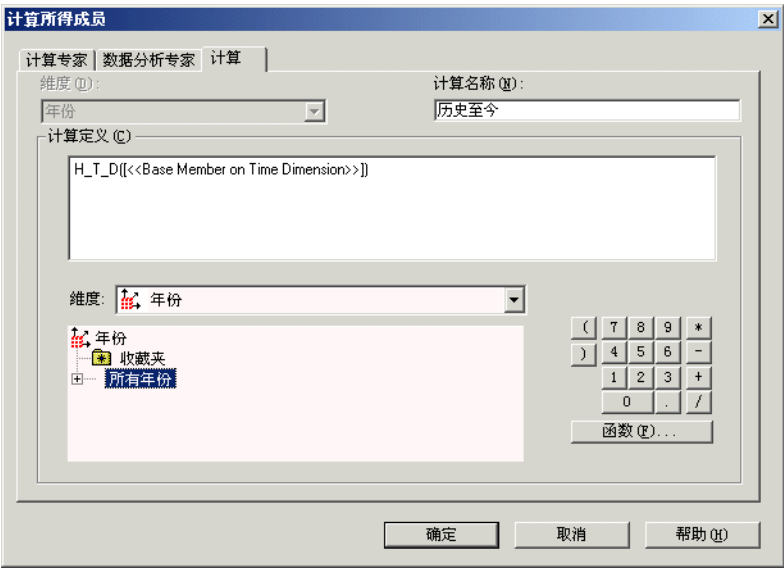 计算所得成员
计算专家 数据分析专家 计算
维度(D): 计算名称(N):
年份 历史至今
计算定义(C)
H_T_D([<<Base Member on Time Dimension>>])
维度: 年份
年份
收藏夹
所有年份
( 7 8 9 *
) 4 5 6 -
1 2 3 +
0 . /
函数(F)...
确定 取消 帮助(H)